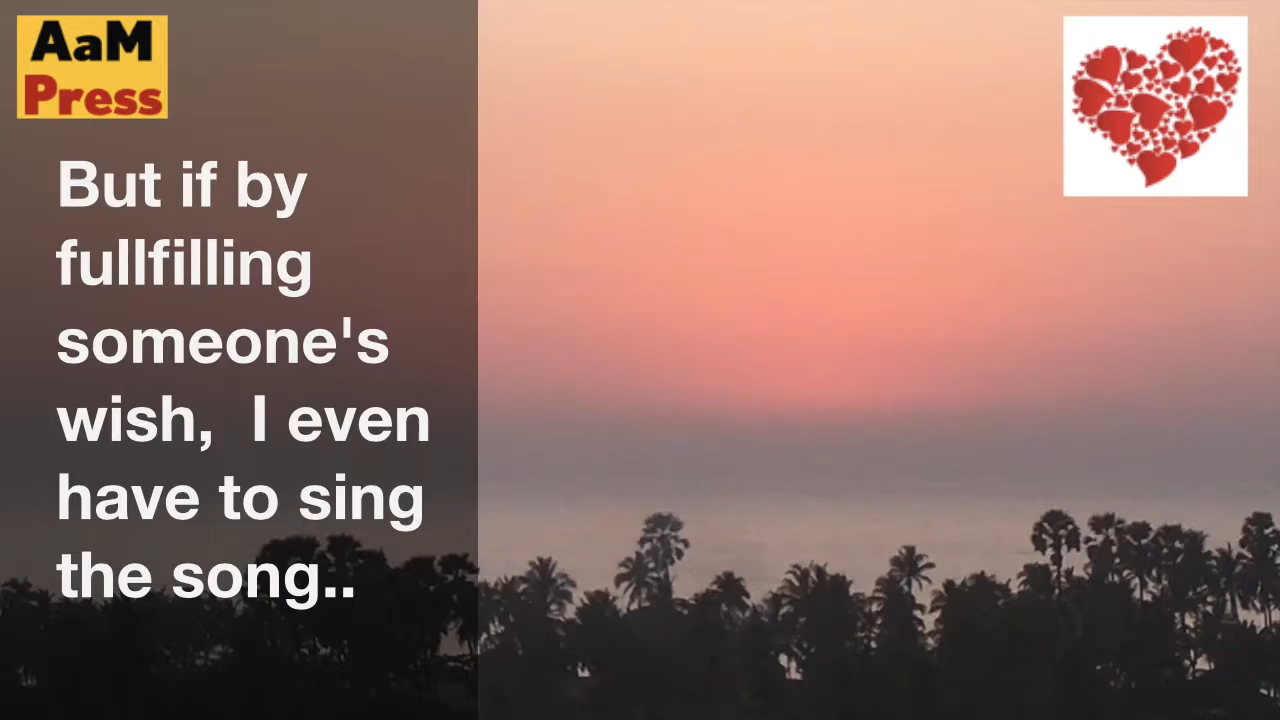 AaM
Press
But if by
fullfilling
someone's
wish,  I even
have to sing
the song..